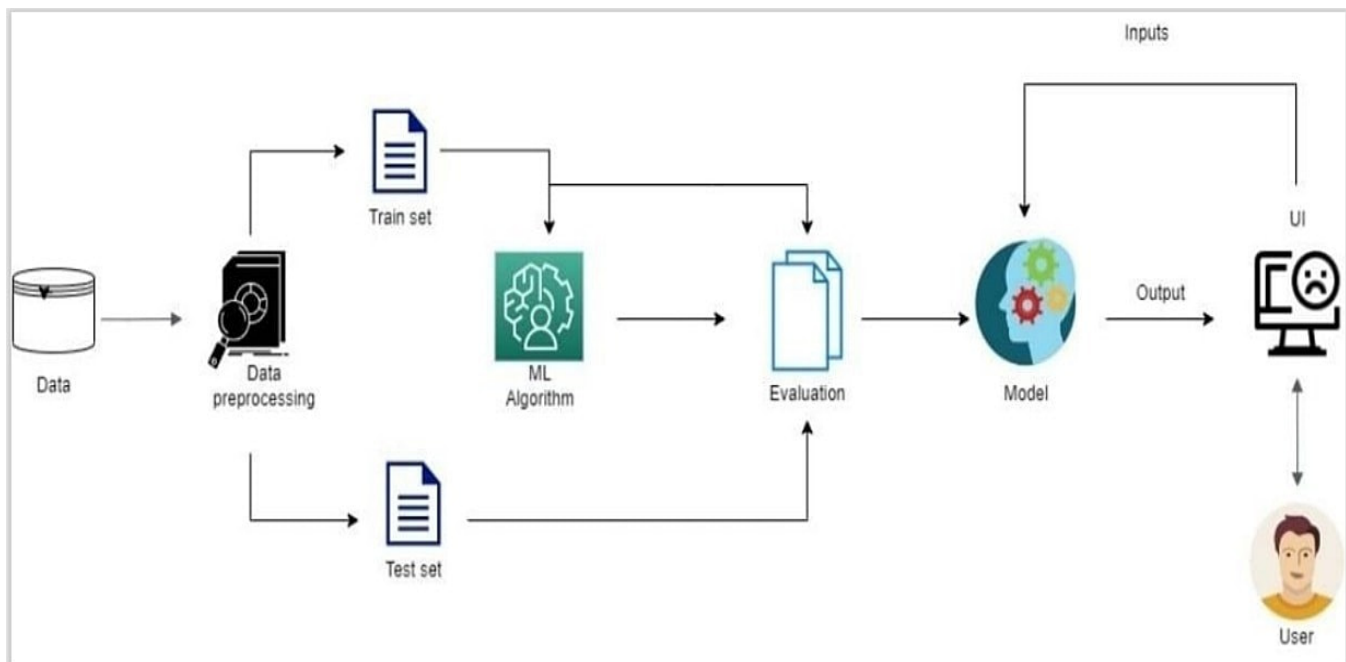 Inputs
Train set
UI
Output
Data
Data
preprocessing
ML
Algorithm
Evaluation
Model
Test set
User